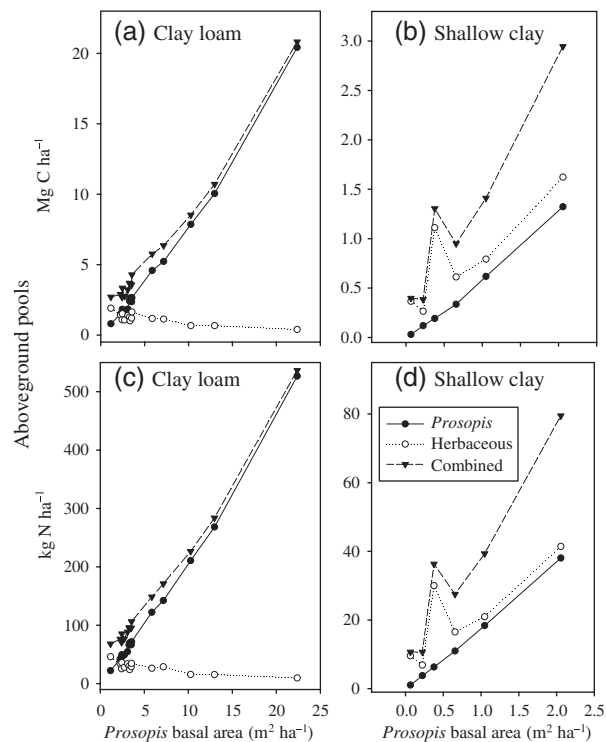 (a) Clay loam
(b) Shallow clay
Mg C ha⁻¹
20
15
10
5
0
3.0
2.5
2.0
1.5
1.0
0.5
0.0
Aboveground pools
(c) Clay loam
(d) Shallow clay
kg N ha⁻¹
500
400
300
200
100
0
80
60
40
20
0
Prosopis
Herbaceous
Combined
0 5 10 15 20 25
0.0 0.5 1.0 1.5 2.0 2.5
Prosopis basal area (m² ha⁻¹)
Prosopis basal area (m² ha⁻¹)